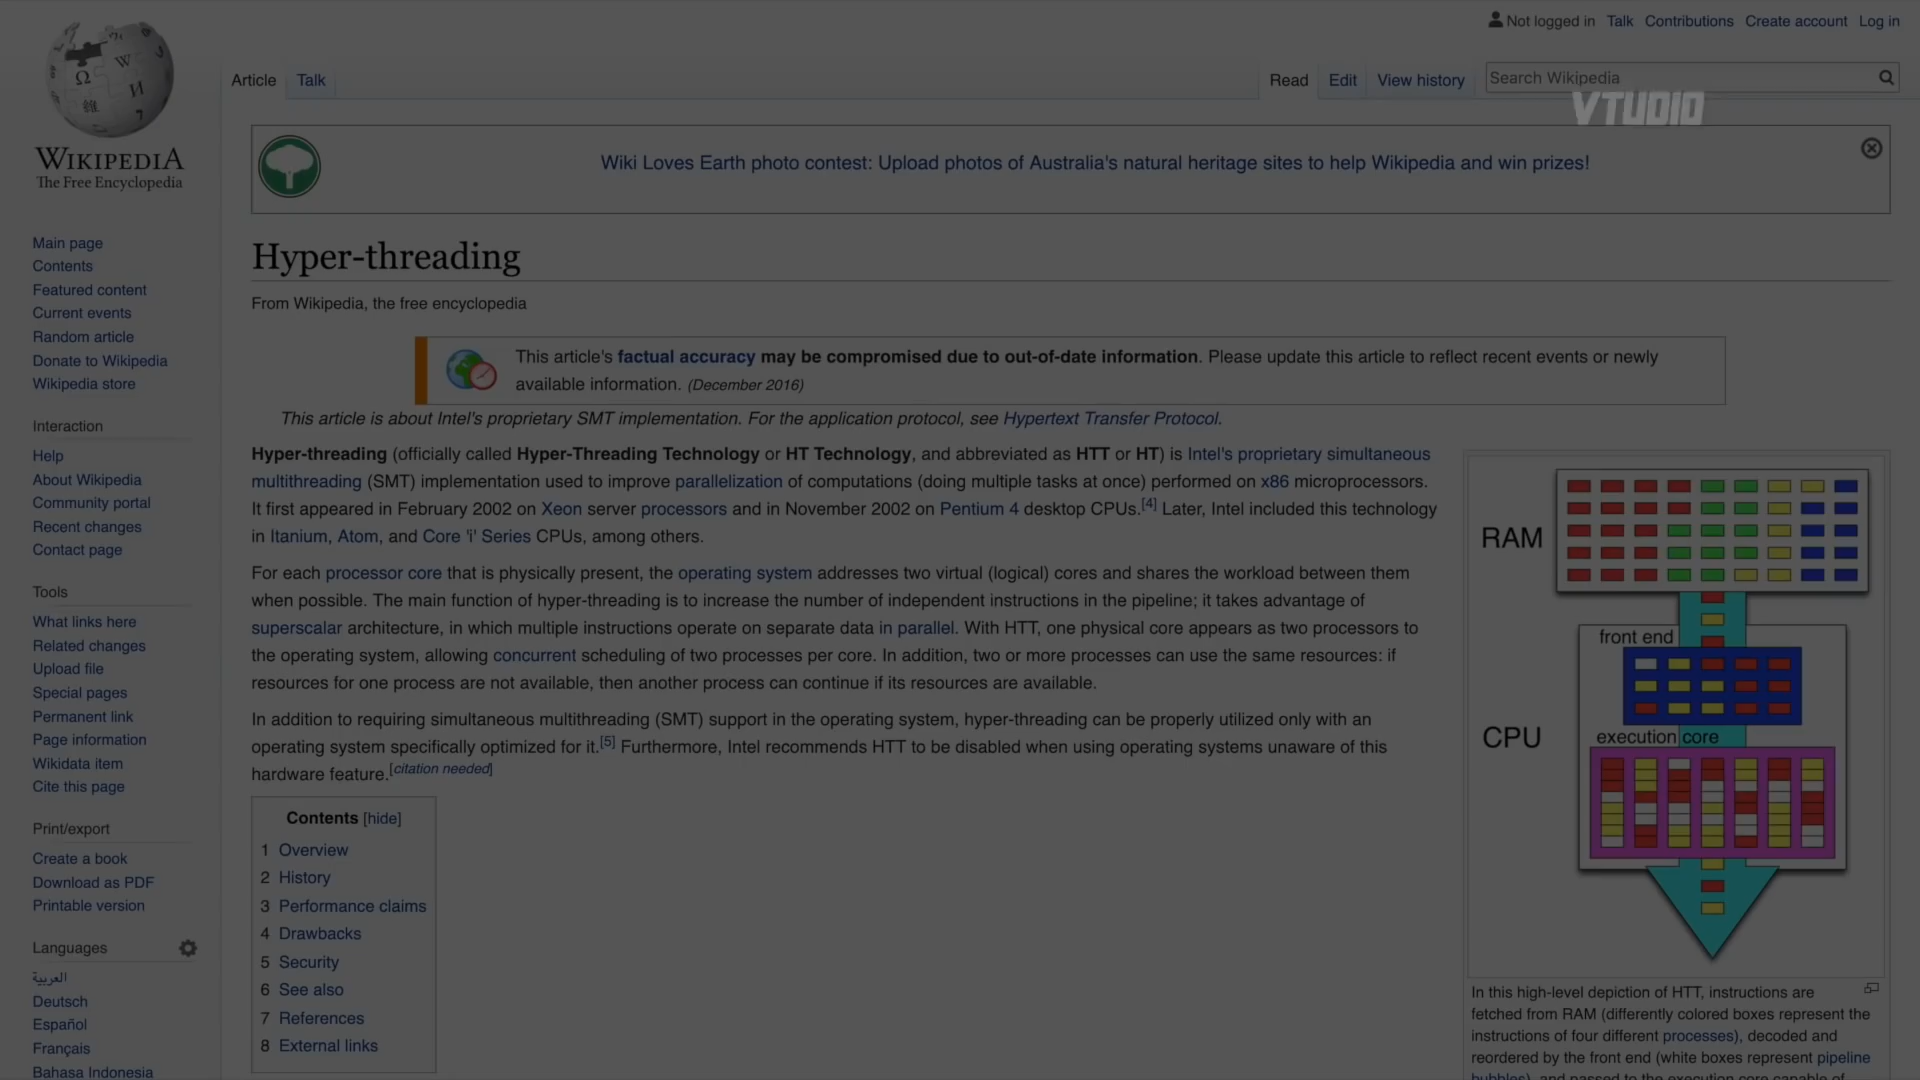 Not logged in Talk Contributions Create account Log in
Article Talk Read Edit View history Search Wikipedia
VTUDIO
WIKIPEDIA
The Free Encyclopedia
Wiki Loves Earth photo contest: Upload photos of Australia's natural heritage sites to help Wikipedia and win prizes!
Main page
Contents
Featured content
Current events
Random article
Donate to Wikipedia
Wikipedia store
Interaction
Help
About Wikipedia
Community portal
Recent changes
Contact page
Tools
What links here
Related changes
Upload file
Special pages
Permanent link
Page information
Wikidata item
Cite this page
Print/export
Create a book
Download as PDF
Printable version
Languages
العربية
Deutsch
Español
Français
Bahasa Indonesia
Hyper-threading
From Wikipedia, the free encyclopedia
This article's factual accuracy may be compromised due to out-of-date information. Please update this article to reflect recent events or newly
available information. (December 2016)
This article is about Intel's proprietary SMT implementation. For the application protocol, see Hypertext Transfer Protocol.
Hyper-threading (officially called Hyper-Threading Technology or HT Technology, and abbreviated as HTT or HT) is Intel's proprietary simultaneous
multithreading (SMT) implementation used to improve parallelization of computations (doing multiple tasks at once) performed on x86 microprocessors.
It first appeared in February 2002 on Xeon server processors and in November 2002 on Pentium 4 desktop CPUs.[4] Later, Intel included this technology
in Itanium, Atom, and Core 'i' Series CPUs, among others.
For each processor core that is physically present, the operating system addresses two virtual (logical) cores and shares the workload between them
when possible. The main function of hyper-threading is to increase the number of independent instructions in the pipeline; it takes advantage of
superscalar architecture, in which multiple instructions operate on separate data in parallel. With HTT, one physical core appears as two processors to
the operating system, allowing concurrent scheduling of two processes per core. In addition, two or more processes can use the same resources: if
resources for one process are not available, then another process can continue if its resources are available.
In addition to requiring simultaneous multithreading (SMT) support in the operating system, hyper-threading can be properly utilized only with an
operating system specifically optimized for it.[5] Furthermore, Intel recommends HTT to be disabled when using operating systems unaware of this
hardware feature.[citation needed]
Contents [hide]
1 Overview
2 History
3 Performance claims
4 Drawbacks
5 Security
6 See also
7 References
8 External links
RAM
front end
CPU
execution core
In this high-level depiction of HTT, instructions are
fetched from RAM (differently colored boxes represent the
instructions of four different processes), decoded and
reordered by the front end (white boxes represent pipeline
bubbles), and passed to the execution core capable of